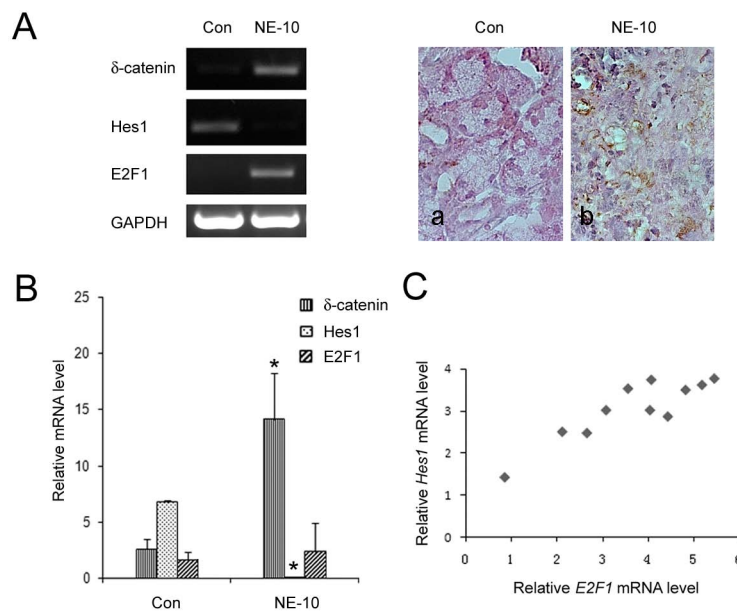 A
Con NE-10
δ-catenin
Hes1
E2F1
GAPDH
Con NE-10
a b
B
Relative mRNA level
25
20
15
10
5
0
δ-catenin
Hes1
E2F1
*
*
Con NE-10
C
Relative Hes1 mRNA level
4
3
2
1
0
0 1 2 3 4 5 6
Relative E2F1 mRNA level